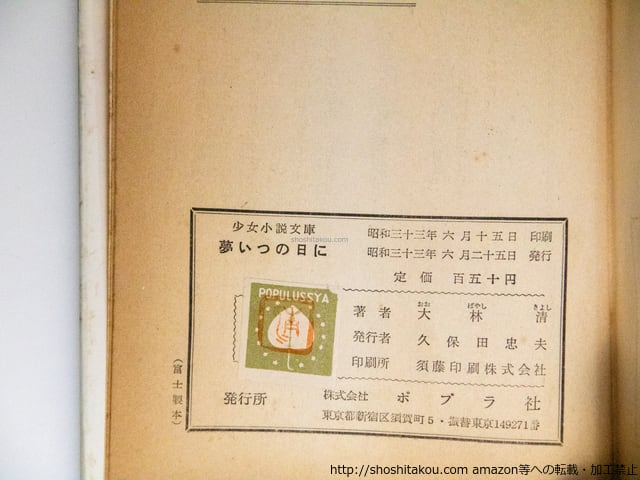 少女小説文庫
夢いつの日に
shoshitakou.com
昭和三十三年 六月十五日 印刷
昭和三十三年 六月二十五日 発行
定価 百五十円
POPULUSSYA
著者 大林清
おお ばやし きよし
発行者 久保田忠夫
印刷所 須藤印刷株式会社
発行所 株式会社 ポプラ社
東京都新宿区須賀町5・振替東京149271番
(富士製本)
http://shoshitakou.com amazon等への転載・加工禁止